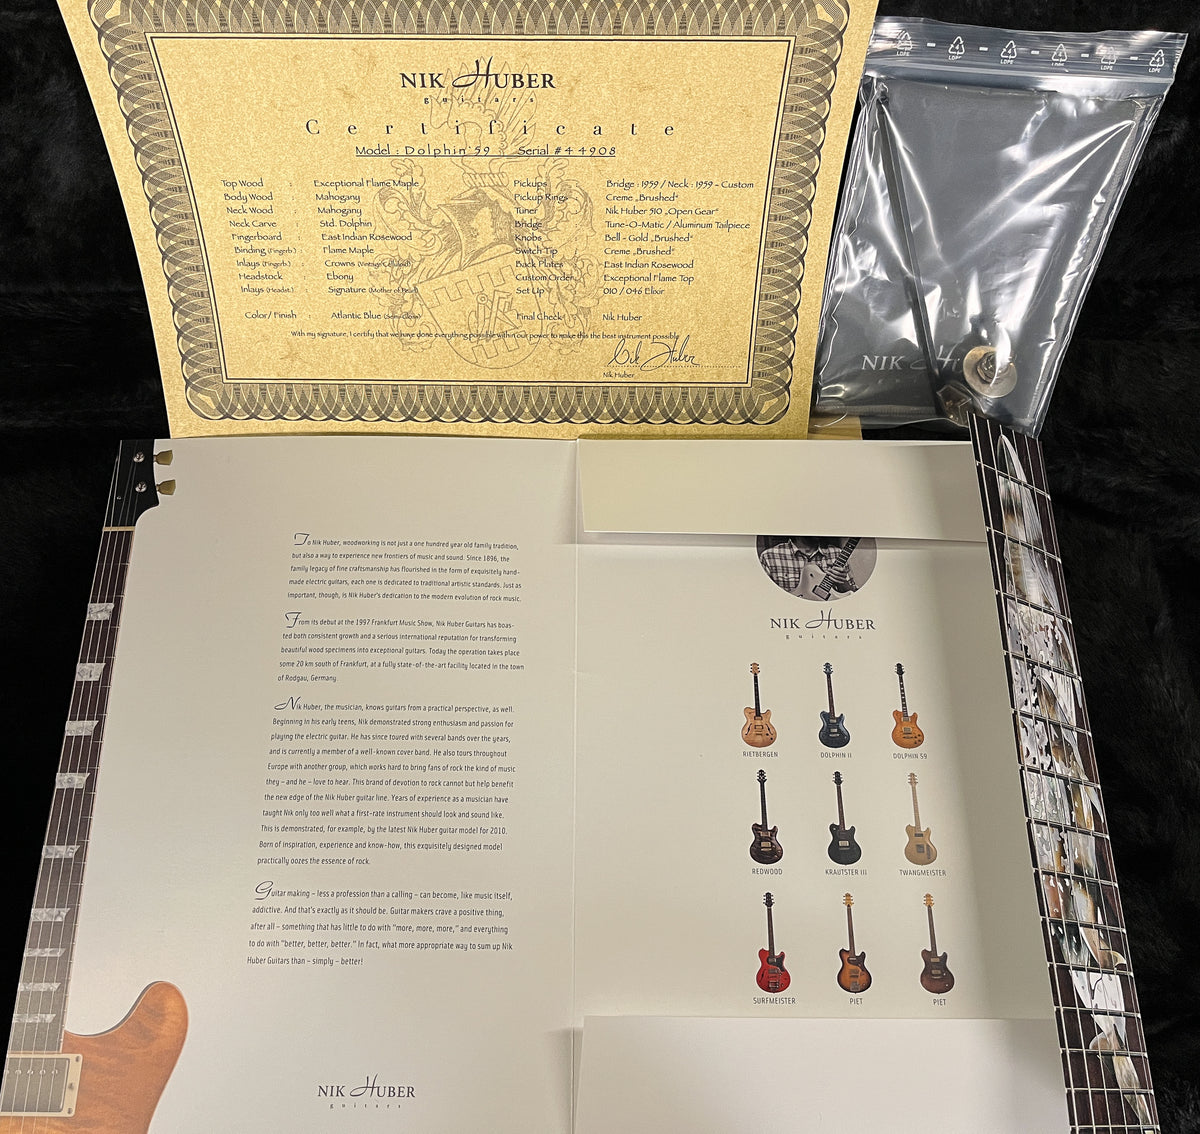 NIK HUBER
guitars
Certificate
Model : Dolphin '59 Serial # 4 4908
Top Wood : Exceptional Flame Maple
Body Wood Mahogany
Neck Wood : Mahogany
Neck Carve : Std. Dolphin
Fingerboard : East Indian Rosewood
Binding (Fingerb.) : Flame Maple
Inlays (Fingerb.) : Crowns (Vintage Celluloid)
Headstock Ebony
Inlays (Headst.) : Signature (Mother of Pearl)
Color/ Finish : Atlantic Blue (Semi Gloss)
Pickups : Bridge : 1959 / Neck : 1959 - Custom
Pickup Rings : Creme „Brushed“
Tuner : Nik Huber 510 „Open Gear“
Bridge : Tune-O-Matic / Aluminum Tailpiece
Knobs : Bell - Gold „Brushed“
Switch Tip : Creme „Brushed“
Back Plates : East Indian Rosewood
Custom Order : Exceptional Flame Top
Set Up : 010 / 046 Elixir
Final Check : Nik Huber
With my signature, I certify that we have done everything possible within our power to make this the best instrument possible
Nik Huber
Nik Huber
4 4 4 4 4 4
LDPE LDPE LDPE LDPE LDPE LDPE
NIK H
To Nik Huber, woodworking is not just a one hundred year old family tradition,
but also a way to experience new frontiers of music and sound. Since 1896, the
family legacy of fine craftsmanship has flourished in the form of exquisitely hand-
made electric guitars, each one is dedicated to traditional artistic standards. Just as
important, though, is Nik Huber's dedication to the modern evolution of rock music.
From its debut at the 1997 Frankfurt Music Show, Nik Huber Guitars has boas-
ted both consistent growth and a serious international reputation for transforming
beautiful wood specimens into exceptional guitars. Today the operation takes place
some 20 km south of Frankfurt, at a fully state-of-the-art facility located in the town
of Rodgau, Germany.
Nik Huber, the musician, knows guitars from a practical perspective, as well.
Beginning in his early teens, Nik demonstrated strong enthusiasm and passion for
playing the electric guitar. He has since toured with several bands over the years,
and is currently a member of a well-known cover band. He also tours throughout
Europe with another group, which works hard to bring fans of rock the kind of music
they – and he – love to hear. This brand of devotion to rock cannot but help benefit
the new edge of the Nik Huber guitar line. Years of experience as a musician have
taught Nik only too well what a first-rate instrument should look and sound like.
This is demonstrated, for example, by the latest Nik Huber guitar model for 2010.
Born of inspiration, experience and know-how, this exquisitely designed model
practically oozes the essence of rock.
Guitar making – less a profession than a calling – can become, like music itself,
addictive. And that's exactly as it should be. Guitar makers crave a positive thing,
after all – something that has little to do with "more, more, more," and everything
to do with "better, better, better." In fact, what more appropriate way to sum up Nik
Huber Guitars than – simply – better!
NIK HUBER
guitars
NIK HUBER
guitars
RIETBERGEN DOLPHIN II DOLPHIN 59
REDWOOD KRAUTSTER III TWANGMEISTER
SURFMEISTER PIET PIET